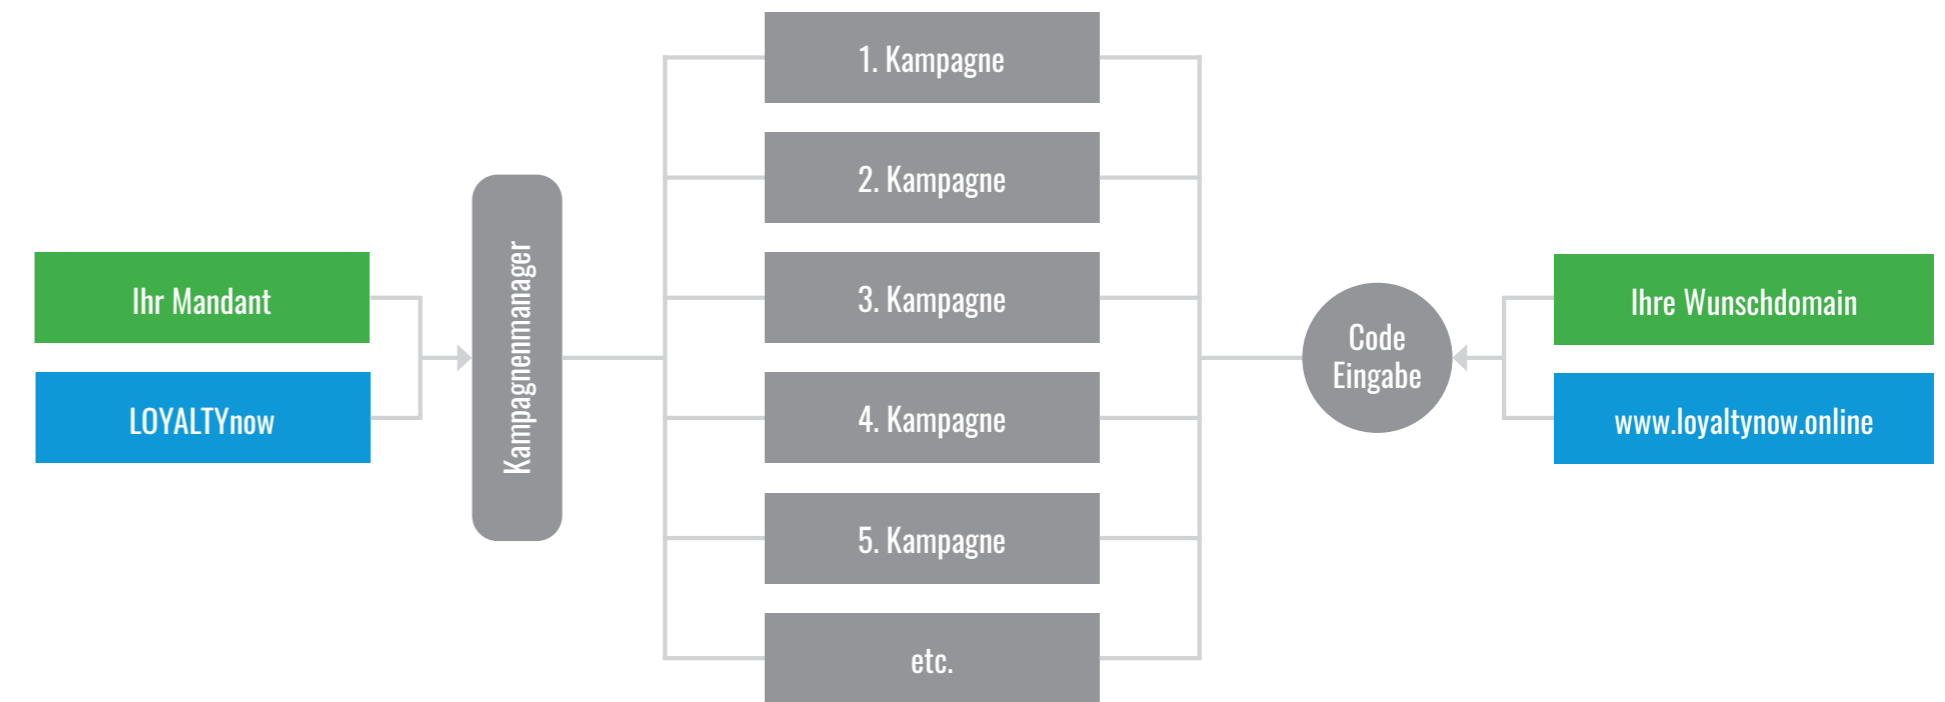 Ihr Mandant
LOYALTYnow
Kampagnenmanager
1. Kampagne
2. Kampagne
3. Kampagne
4. Kampagne
5. Kampagne
etc.
Code
Eingabe
Ihre Wunschdomain
www.loyaltynow.online